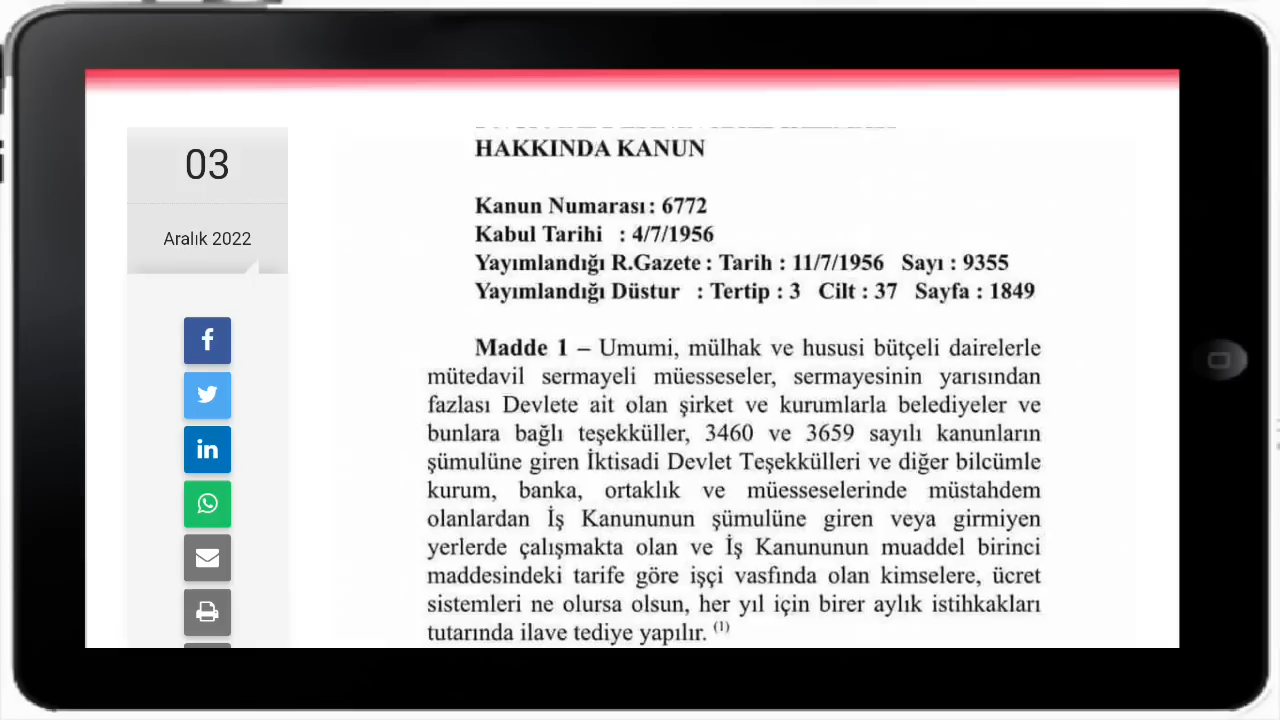 03
Aralık 2022
HAKKINDA KANUN
Kanun Numarası : 6772
Kabul Tarihi : 4/7/1956
Yayımlandığı R.Gazete : Tarih : 11/7/1956 Sayı : 9355
Yayımlandığı Düstur : Tertip : 3 Cilt : 37 Sayfa : 1849
Madde 1 – Umumi, mülhak ve hususi bütçeli dairelerle
mütedavil sermayeli müesseseler, sermayesinin yarısından
fazlası Devlete ait olan şirket ve kurumlarla belediyeler ve
bunlara bağlı teşekküller, 3460 ve 3659 sayılı kanunların
şümulüne giren İktisadi Devlet Teşekkülleri ve diğer bilcümle
kurum, banka, ortaklık ve müesseselerinde müstahdem
olanlardan İş Kanununun şümulüne giren veya girmiyen
yerlerde çalışmakta olan ve İş Kanununun muaddel birinci
maddesindeki tarife göre işçi vasfında olan kimselere, ücret
sistemleri ne olursa olsun, her yıl için birer aylık istihkakları
tutarında ilave tediye yapılır. (1)